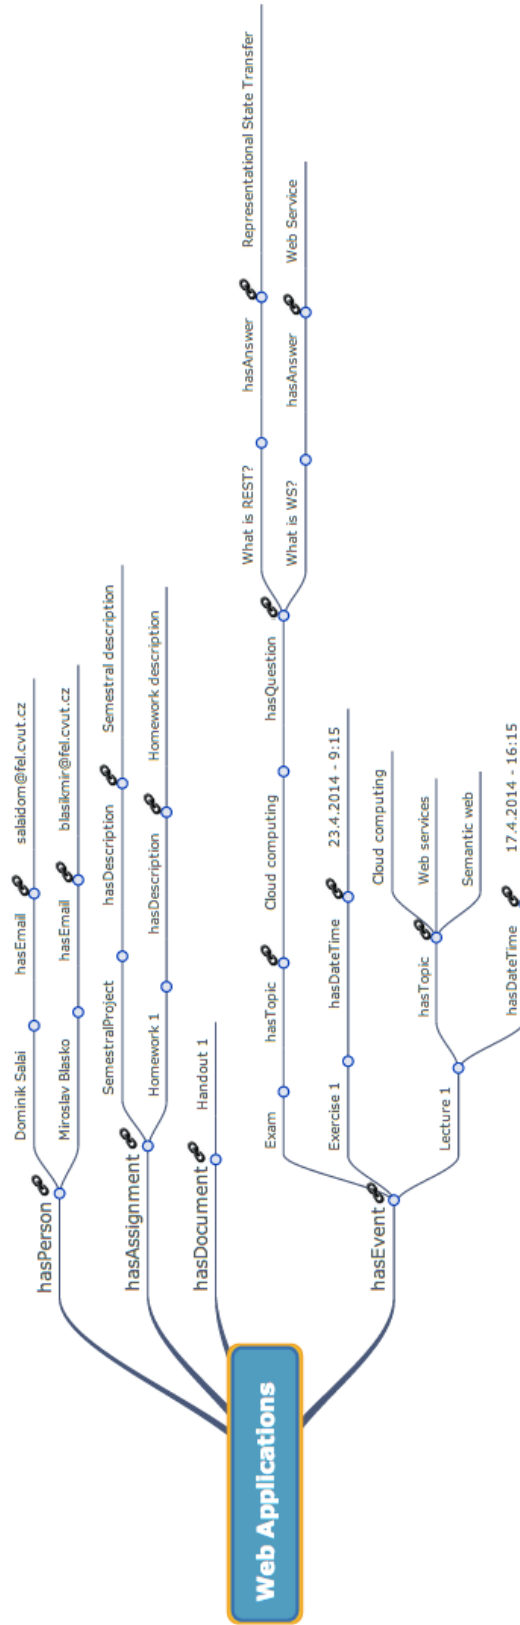 Web Applications
hasPerson
Dominik Salai
hasEmail
salaidom@fel.cvut.cz
Miroslav Blasko
hasEmail
blasikmir@fel.cvut.cz
hasAssignment
SemestralProject
hasDescription
Semestral description
Homework 1
hasDescription
Homework description
hasDocument
Handout 1
hasEvent
Exam
hasTopic
Cloud computing
hasQuestion
What is REST?
hasAnswer
Representational State Transfer
What is WS?
hasAnswer
Web Service
Exercise 1
hasDateTime
23.4.2014 - 9:15
Lecture 1
hasTopic
Cloud computing
Web services
Semantic web
hasDateTime
17.4.2014 - 16:15